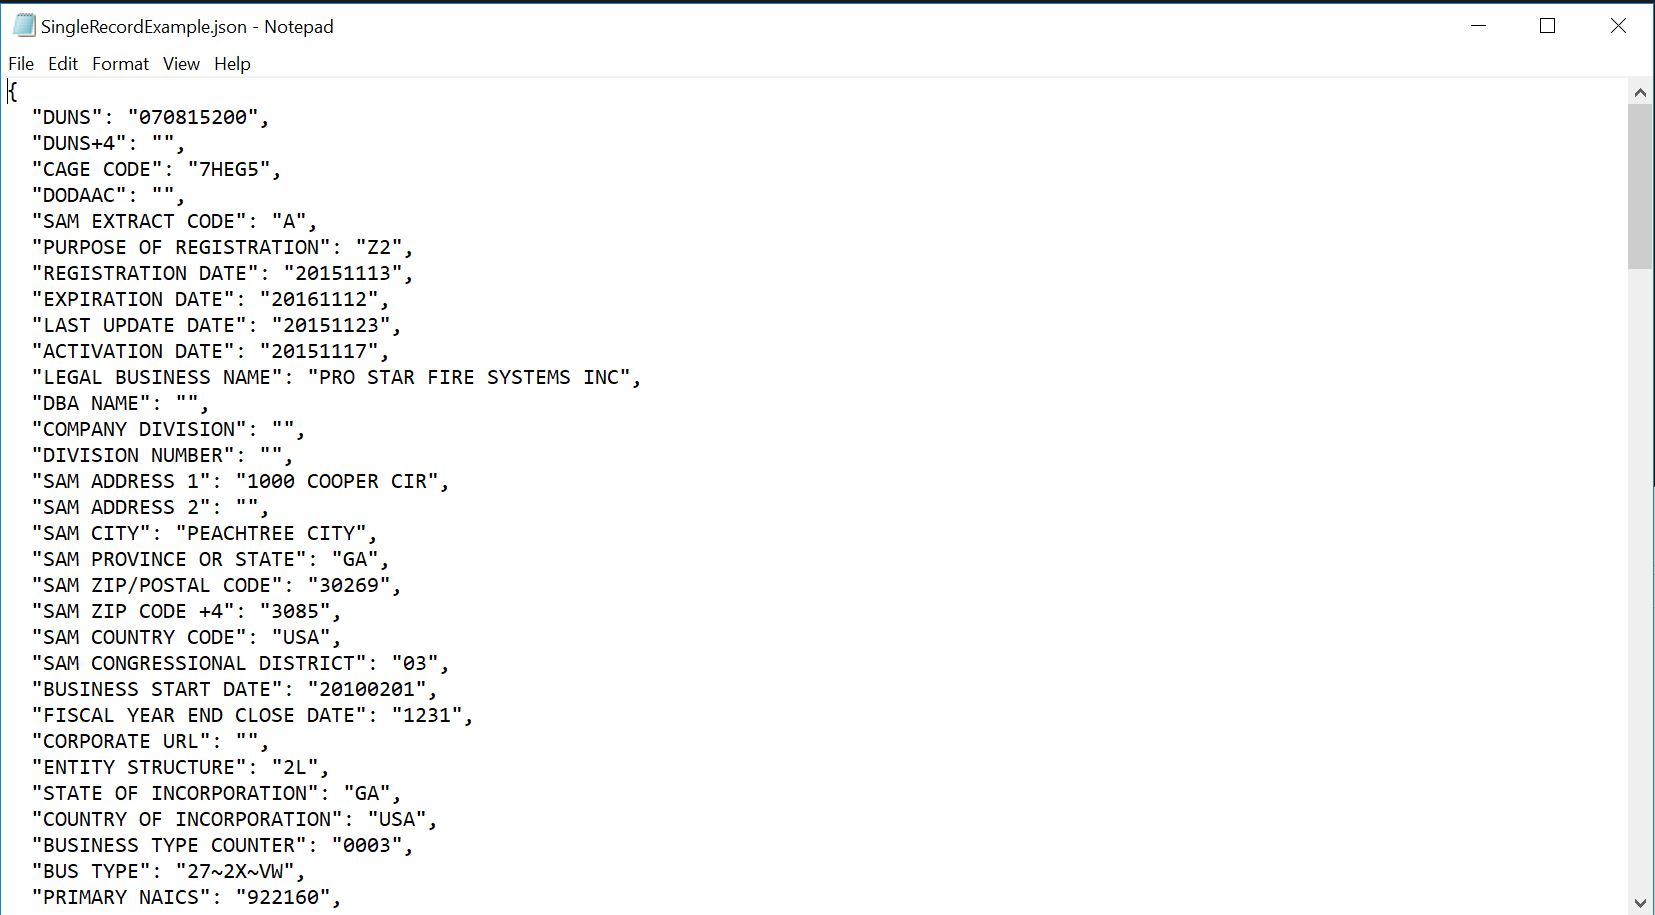 SingleRecordExample.json - Notepad
File Edit Format View Help
{
"DUNS": "070815200",
"DUNS+4": "",
"CAGE CODE": "7HEG5",
"DODAAC": "",
"SAM EXTRACT CODE": "A",
"PURPOSE OF REGISTRATION": "Z2",
"REGISTRATION DATE": "20151113",
"EXPIRATION DATE": "20161112",
"LAST UPDATE DATE": "20151123",
"ACTIVATION DATE": "20151117",
"LEGAL BUSINESS NAME": "PRO STAR FIRE SYSTEMS INC",
"DBA NAME": "",
"COMPANY DIVISION": "",
"DIVISION NUMBER": "",
"SAM ADDRESS 1": "1000 COOPER CIR",
"SAM ADDRESS 2": "",
"SAM CITY": "PEACHTREE CITY",
"SAM PROVINCE OR STATE": "GA",
"SAM ZIP/POSTAL CODE": "30269",
"SAM ZIP CODE +4": "3085",
"SAM COUNTRY CODE": "USA",
"SAM CONGRESSIONAL DISTRICT": "03",
"BUSINESS START DATE": "20100201",
"FISCAL YEAR END CLOSE DATE": "1231",
"CORPORATE URL": "",
"ENTITY STRUCTURE": "2L",
"STATE OF INCORPORATION": "GA",
"COUNTRY OF INCORPORATION": "USA",
"BUSINESS TYPE COUNTER": "0003",
"BUS TYPE": "27~2X~VW",
"PRIMARY NAICS": "922160",